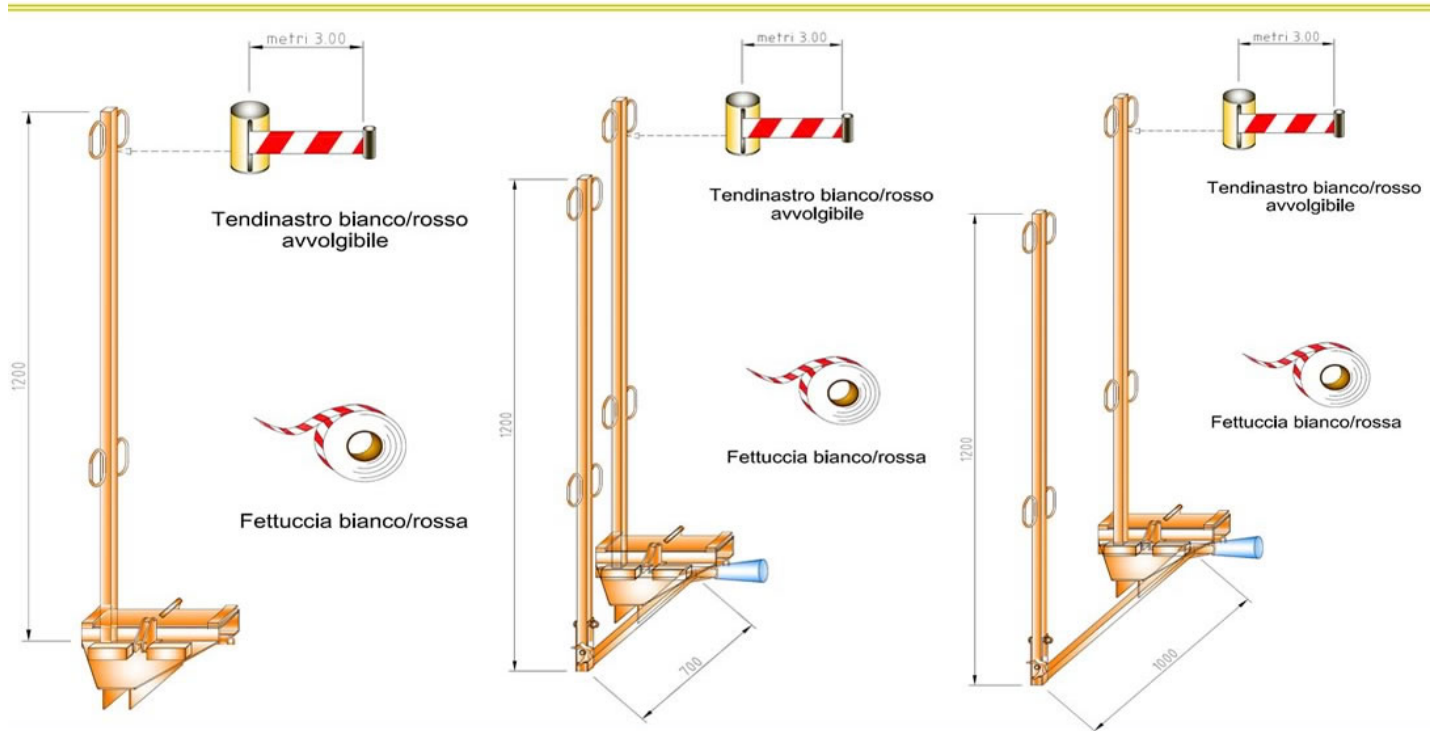 metri 3.00
Tendinastro bianco/rosso
avvolgibile
1200
Fettuccia bianco/rossa
metri 3.00
Tendinastro bianco/rosso
avvolgibile
1200
Fettuccia bianco/rossa
700
metri 3.00
Tendinastro bianco/rosso
avvolgibile
1200
Fettuccia bianco/rossa
1000